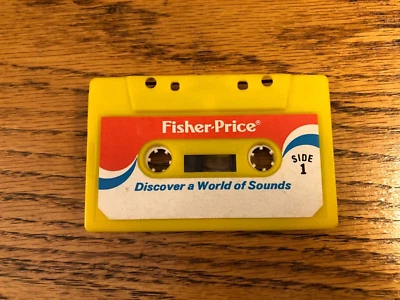 Fisher-Price®
SIDE
1
Discover a World of Sounds